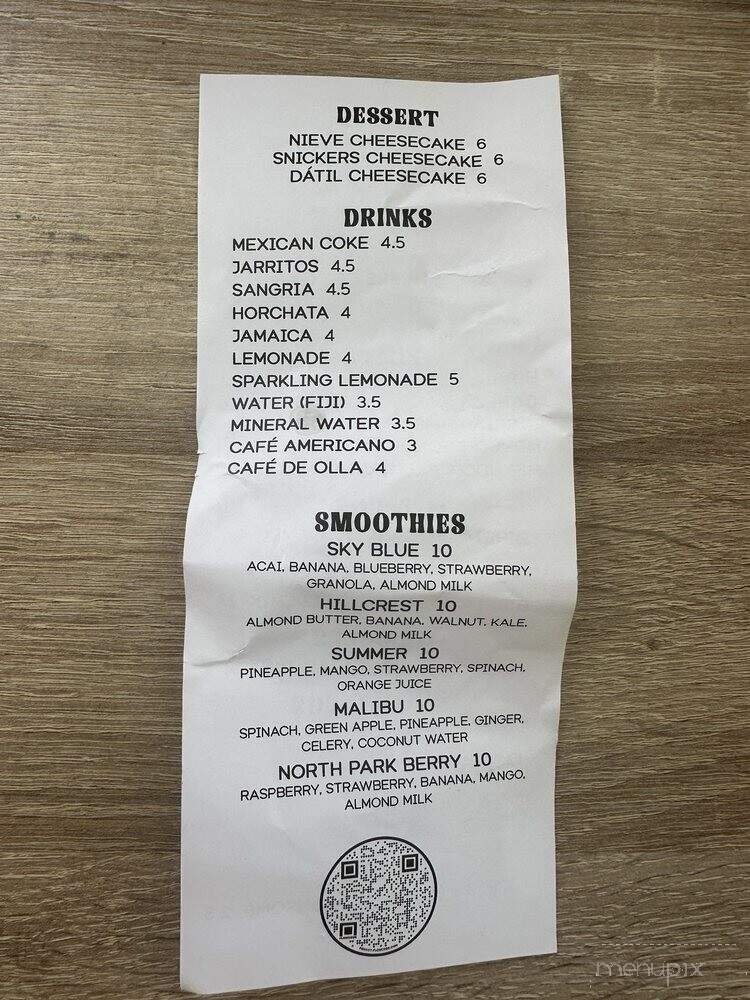 DESSERT
NIEVE CHEESECAKE 6
SNICKERS CHEESECAKE 6
DÁTIL CHEESECAKE 6
DRINKS
MEXICAN COKE 4.5
JARRITOS 4.5
SANGRIA 4.5
HORCHATA 4
JAMAICA 4
LEMONADE 4
SPARKLING LEMONADE 5
WATER (FIJI) 3.5
MINERAL WATER 3.5
CAFÉ AMERICANO 3
CAFÉ DE OLLA 4
SMOOTHIES
SKY BLUE 10
ACAI, BANANA, BLUEBERRY, STRAWBERRY,
GRANOLA, ALMOND MILK
HILLCREST 10
ALMOND BUTTER, BANANA, WALNUT, KALE,
ALMOND MILK
SUMMER 10
PINEAPPLE, MANGO, STRAWBERRY, SPINACH,
ORANGE JUICE
MALIBU 10
SPINACH, GREEN APPLE, PINEAPPLE, GINGER,
CELERY, COCONUT WATER
NORTH PARK BERRY 10
RASPBERRY, STRAWBERRY, BANANA, MANGO,
ALMOND MILK
menupix